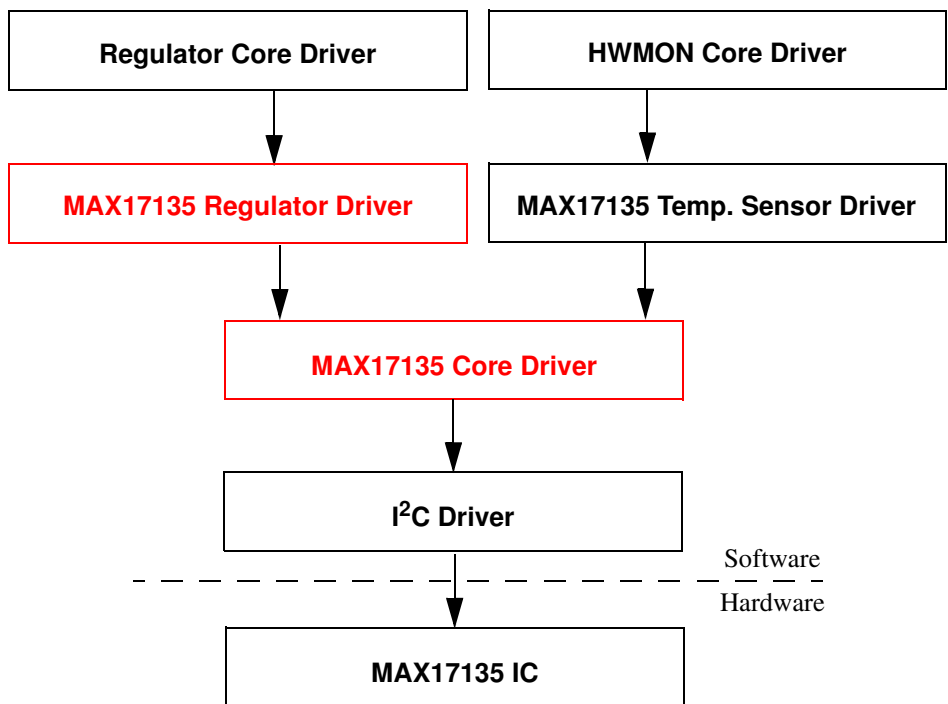 Regulator Core Driver
HWMON Core Driver
MAX17135 Regulator Driver
MAX17135 Temp. Sensor Driver
MAX17135 Core Driver
I²C Driver
Software
Hardware
MAX17135 IC